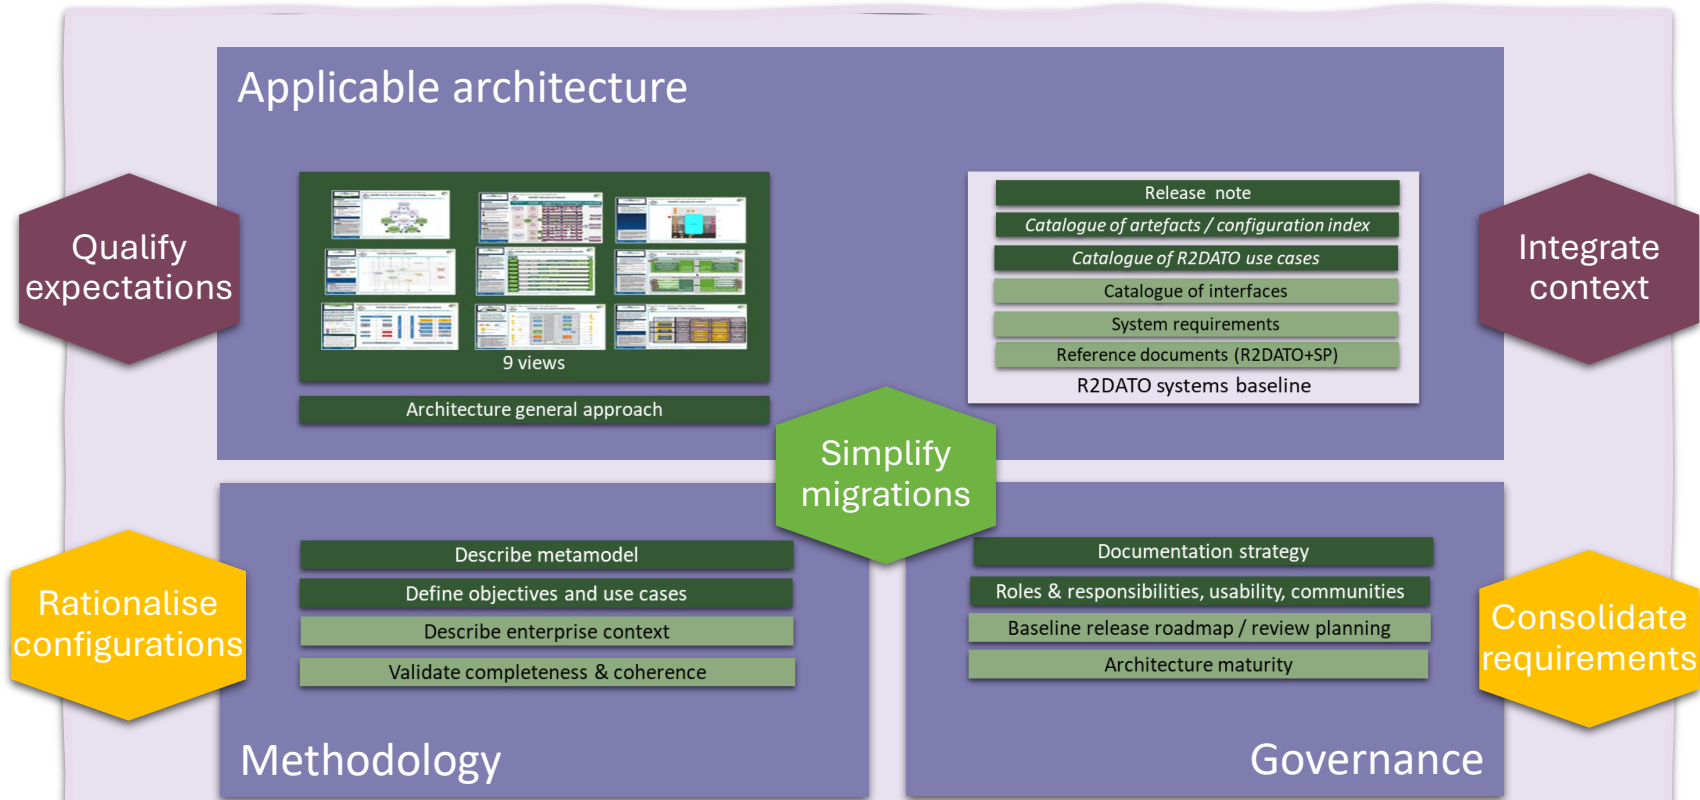 Applicable architecture
Qualify
expectations
9 views
Architecture general approach
Release note
Catalogue of artefacts / configuration index
Catalogue of R2DATO use cases
Catalogue of interfaces
System requirements
Reference documents (R2DATO+SP)
R2DATO systems baseline
Integrate
context
Simplify
migrations
Rationalise
configurations
Describe metamodel
Define objectives and use cases
Describe enterprise context
Validate completeness & coherence
Methodology
Documentation strategy
Roles & responsibilities, usability, communities
Baseline release roadmap / review planning
Architecture maturity
Governance
Consolidate
requirements